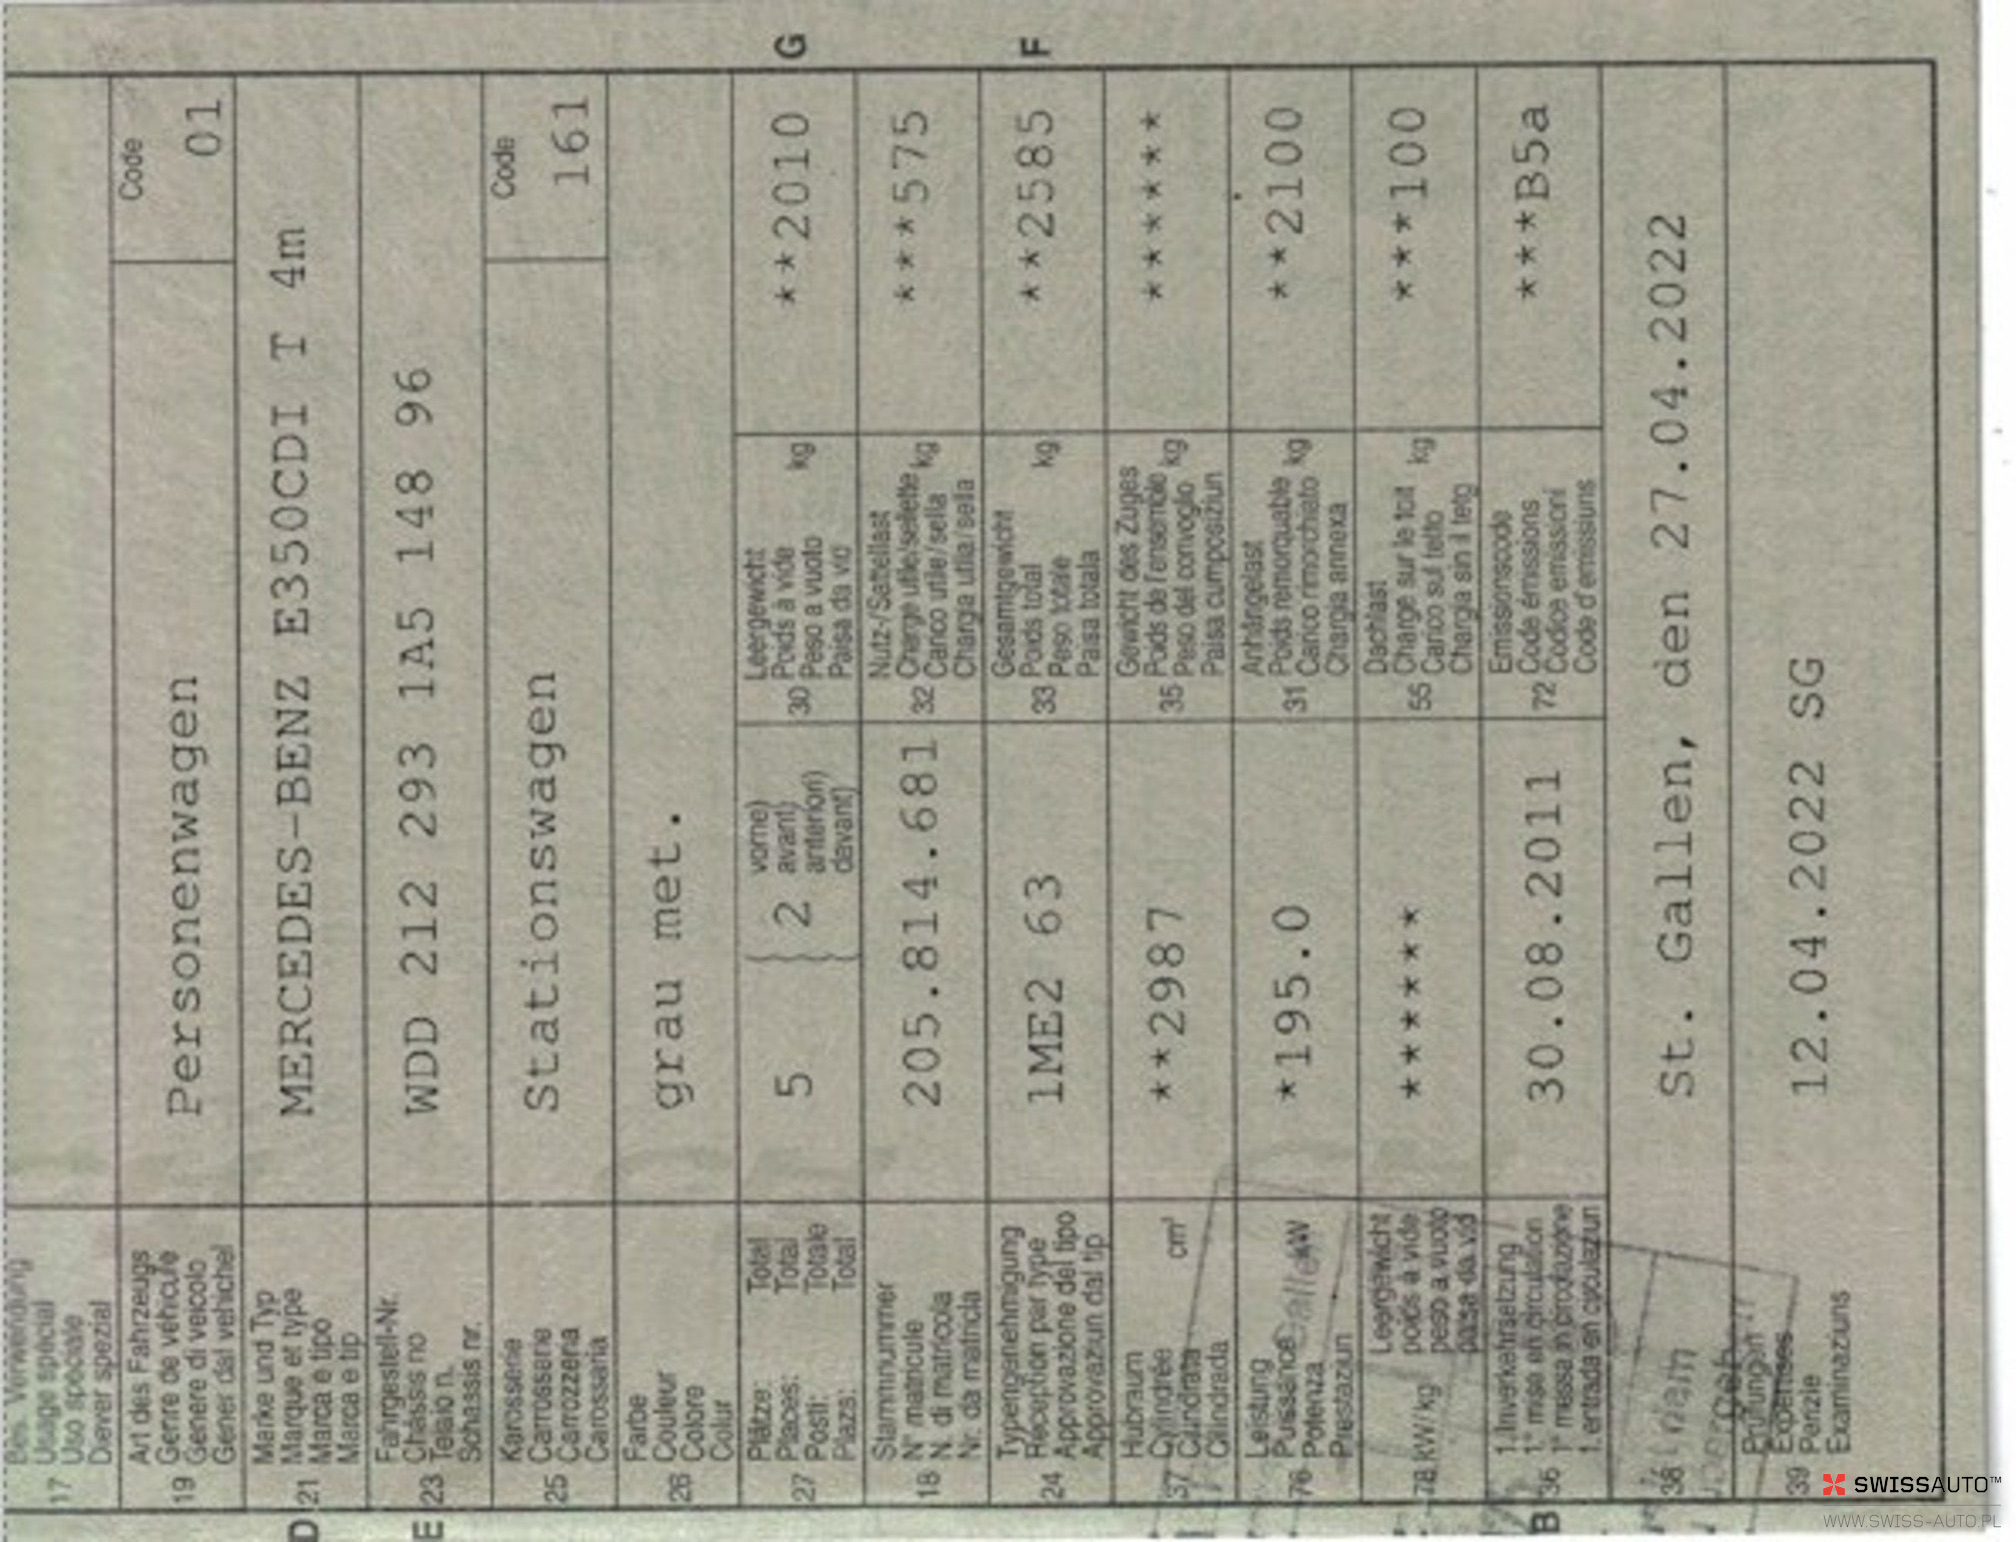 Bes. Verwendung
Usage spécial
17 Uso speciale
Diever spezial
Art des Fahrzeugs
Genre de véhicule
19 Genere di veicolo
Gener dal vehichel
Personenwagen
Code
01
Marke und Typ
D 21 Marque et type
Marca e tipo
Marca e tip
MERCEDES-BENZ E350CDI T 4m
Fahrgestell-Nr.
Châssis no
E 23 Telaio n.
Schassis nr.
WDD 212 293 1A5 148 96
Karosserie
Carrosserie
25 Carrozzeria
Carossaria
Stationswagen
Code
161
Farbe
Couleur
26 Colore
Colur
grau met.
Plätze: Total
Places: Total
27 Posti: Totale
Plazs: Total
5
2
vorne)
avant)
anteriori)
devant)
Leergewicht
Poids à vide
30 Peso a vuoto kg
Paisa da vid
**2010
G
Stammnummer
N° matricule
18 N. di matricola
Nr. da matricla
205.814.681
Nutz-/Sattellast
Charge utile/sellette
32 Carico utile/sella kg
Chargia utila/sella
***575
Typengenehmigung
Réception par type
24 Approvazione del tipo
Approvaziun dal tip
1ME2 63
Gesamtgewicht
Poids total
33 Peso totale kg
Paisa totala
**2585
F
Hubraum
Cylindrée
37 Cilindrata cm³
Cilindrada
**2987
Gewicht des Zuges
Poids de l'ensemble
35 Peso del convoglio kg
Paisa cumposiziun
******
Leistung
Puissance
76 Potenza kW
Prestaziun
*195.0
Anhängelast
Poids remorquable
31 Carico rimorchiato kg
Chargia annexa
**2100
Leergewicht
poids à vide
78 kW/kg peso a vuoto
paisa da vid
******
Dachlast
Charge sur le toit
55 Carico sul tetto kg
Chargia sin il tetg
***100
1. Inverkehrsetzung
1re mise en circulation
B 36 1a messa in circolazione
1. entrada en circulaziun
30.08.2011
Emissionscode
Code émissions
72 Codice emissioni
Code d'emissiuns
***B5a
38
St. Gallen, den 27.04.2022
Prüfungen
Expertises
39 Perizie
Examinaziuns
12.04.2022 SG
SWISSAUTO™
WWW.SWISS-AUTO.PL